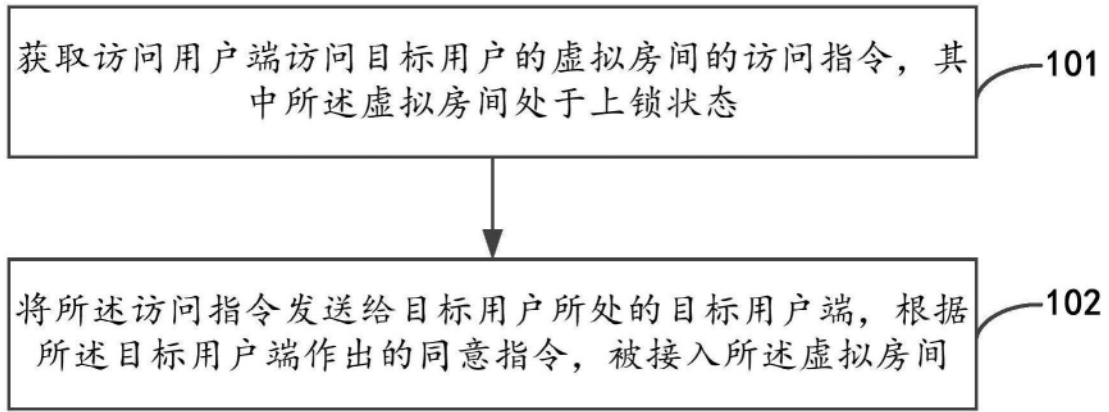 获取访问用户端访问目标用户的虚拟房间的访问指令，其
中所述虚拟房间处于上锁状态
101
将所述访问指令发送给目标用户所处的目标用户端，根据
所述目标用户端作出的同意指令，被接入所述虚拟房间
102